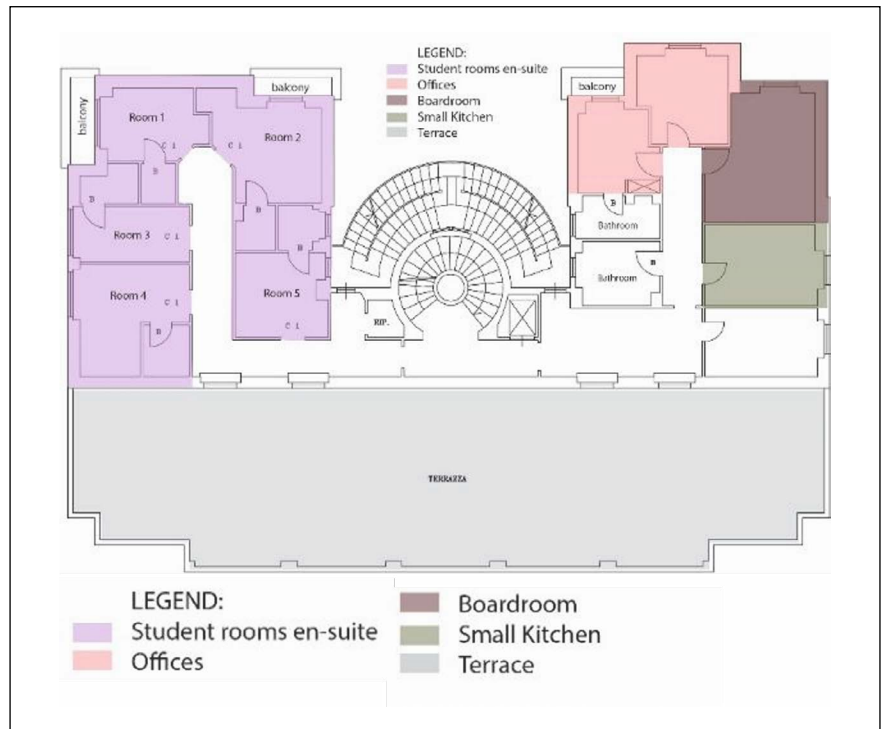 LEGEND:
Student rooms en-suite
Offices
Boardroom
Small Kitchen
Terrace
balcony
balcony
balcony
Room 1
C i
Room 2
C i
B
B
Room 3
C i
B
Room 4
C i
B
Room 5
C i
B
Bathroom
B
Bathroom
RIP.
TERRAZZA
LEGEND:
Student rooms en-suite
Offices
Boardroom
Small Kitchen
Terrace